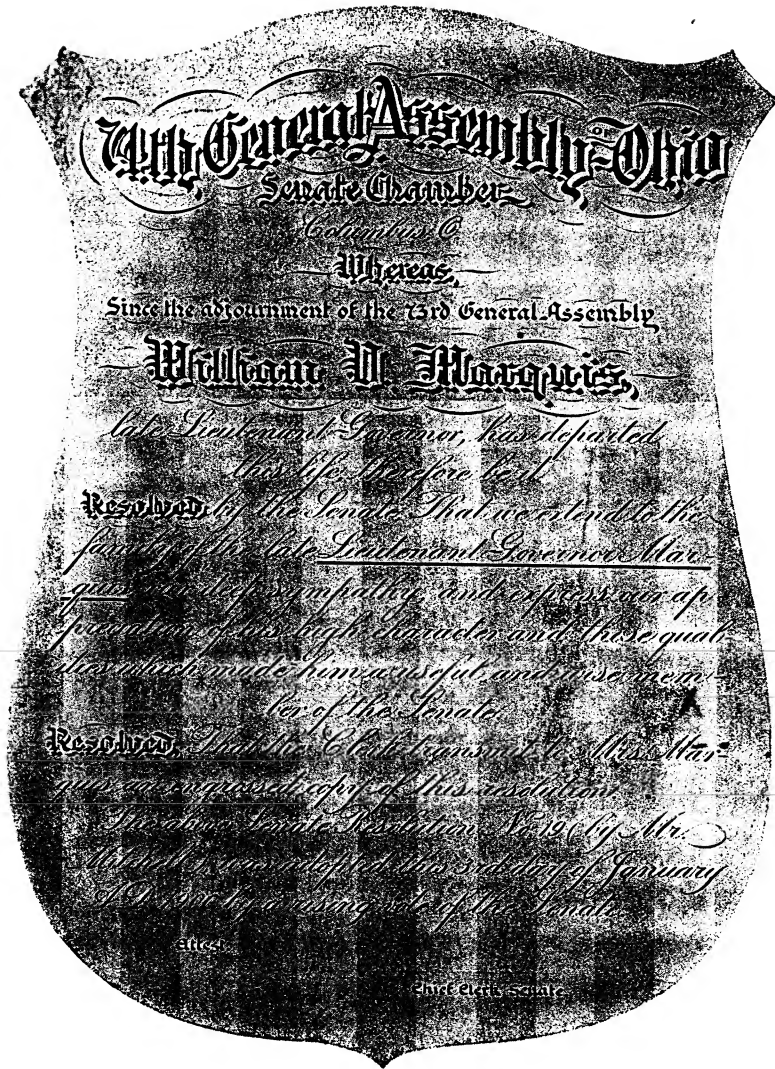 74th General Assembly OF Ohio
Senate Chamber
Columbus O
Whereas,
Since the adjournment of the 73rd General Assembly
William V. Marquis,
late Lieutenant-Governor, has departed
this life therefore be it
Resolved, by the Senate That we extend to the
family of the late Lieutenant Governor Mar-
quis deep sympathy and express our ap-
preciation of his high character and those qual-
ities which made him a useful and wise mem-
ber of the Senate.
Resolved, That the Clerk transmit to Mrs. Mar-
quis an engrossed copy of this resolution.
The above Senate Resolution No. 19 by Mr.
was adopted this day of January
by a rising vote of the Senate.
Attest
Chief Clerk Senate